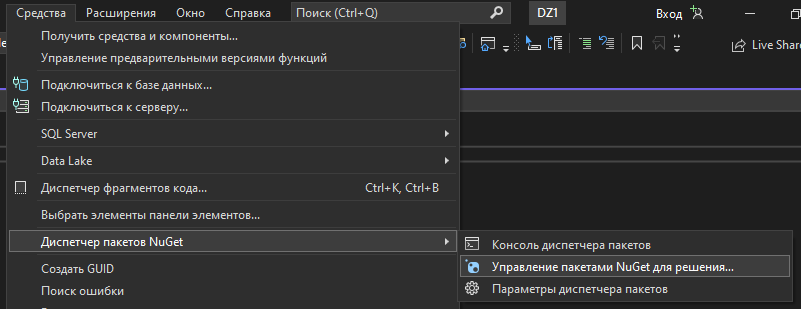 Средства Расширения Окно Справка Поиск (Ctrl+Q) DZ1 Вход
Получить средства и компоненты...
Управление предварительными версиями функций
Live Share
Подключиться к базе данных...
Подключиться к серверу...
SQL Server
Data Lake
Диспетчер фрагментов кода... Ctrl+K, Ctrl+B
Выбрать элементы панели элементов...
Диспетчер пакетов NuGet
Консоль диспетчера пакетов
Управление пакетами NuGet для решения...
Параметры диспетчера пакетов
Создать GUID
Поиск ошибки